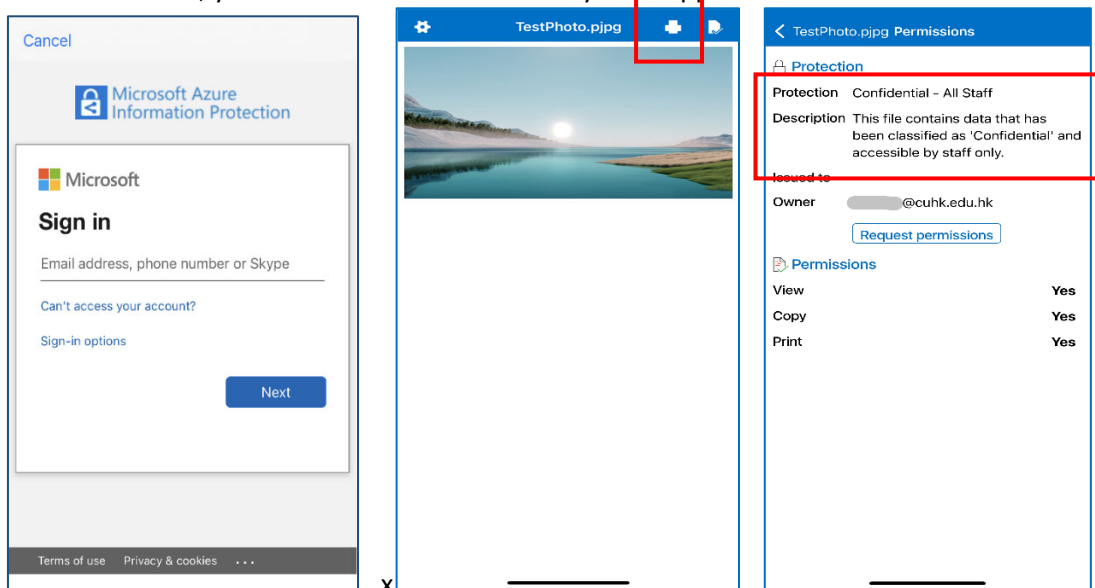 Cancel
Microsoft Azure
Information Protection
Microsoft
Sign in
Email address, phone number or Skype
Can't access your account?
Sign-in options
Next
Terms of use Privacy & cookies ...
x
TestPhoto.pjpg
TestPhoto.pjpg Permissions
Protection
Protection Confidential - All Staff
Description This file contains data that has
been classified as 'Confidential' and
accessible by staff only.
Issued to
Owner @cuhk.edu.hk
Request permissions
Permissions
View Yes
Copy Yes
Print Yes